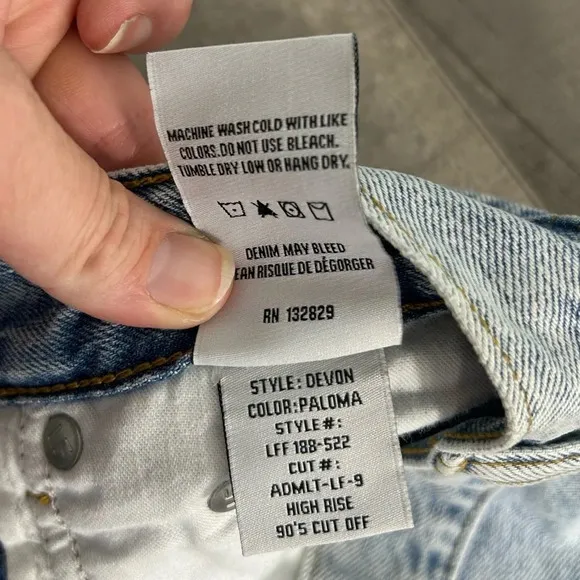 MACHINE WASH COLD WITH LIKE
COLORS.DO NOT USE BLEACH.
TUMBLE DRY LOW OR HANG DRY.
DENIM MAY BLEED
RISQUE DE DÉGORGER
RN 132829
STYLE: DEVON
COLOR:PALOMA
STYLE#:
LFF 188-522
CUT #:
ADMLT-LF-9
HIGH RISE
90'S CUT OFF